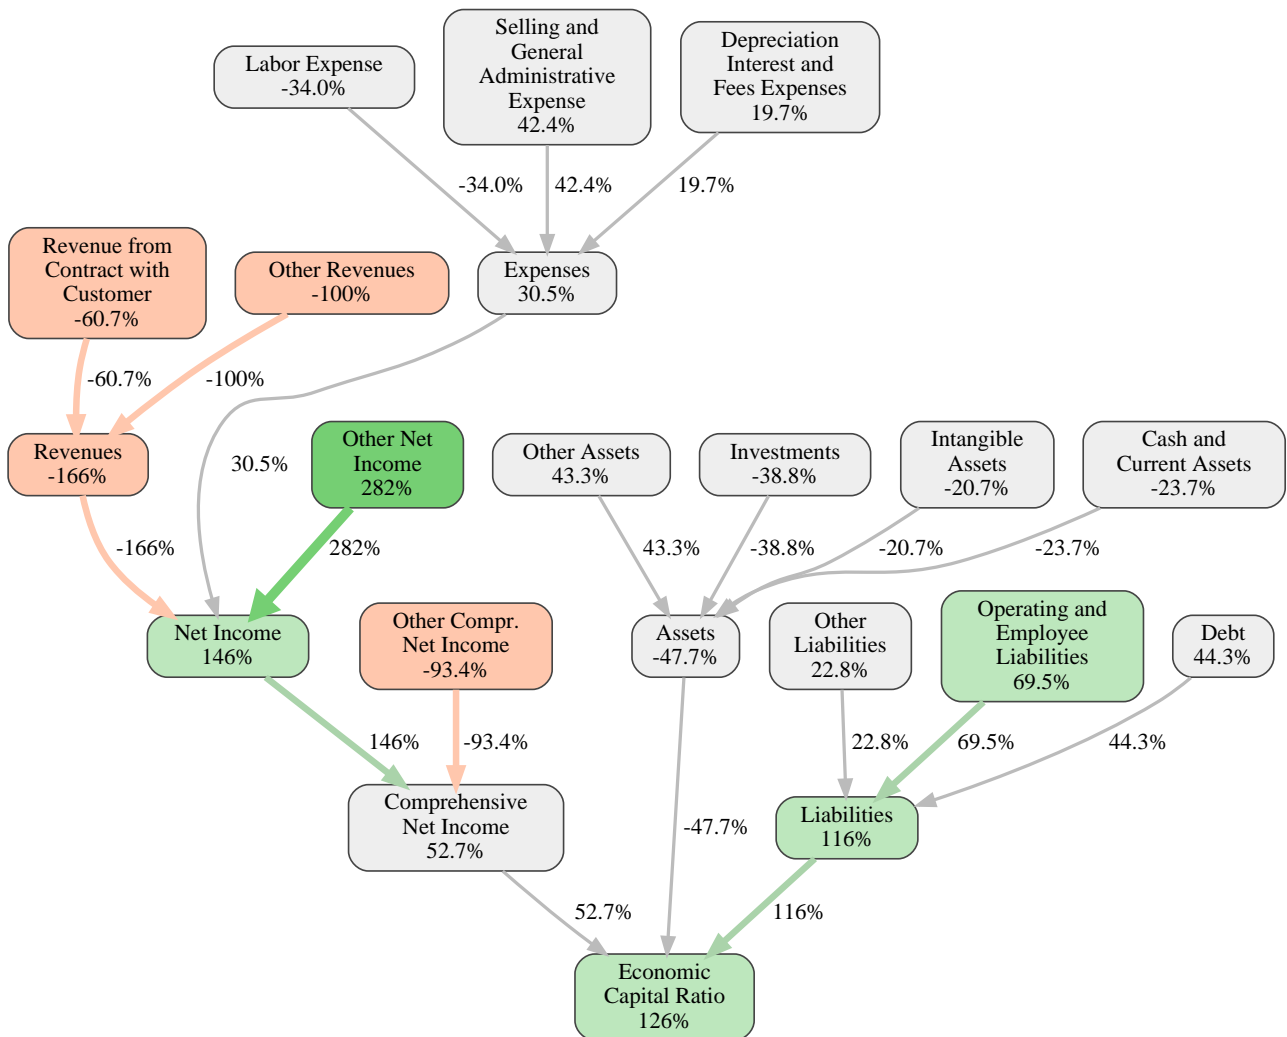 Labor Expense
-34.0%
Selling and
General
Administrative
Expense
42.4%
Depreciation
Interest and
Fees Expenses
19.7%
-34.0%
42.4%
19.7%
Revenue from
Contract with
Customer
-60.7%
Other Revenues
-100%
Expenses
30.5%
-60.7%
-100%
30.5%
Revenues
-166%
Other Net
Income
282%
Other Assets
43.3%
Investments
-38.8%
Intangible
Assets
-20.7%
Cash and
Current Assets
-23.7%
-166%
282%
43.3%
-38.8%
-20.7%
-23.7%
Net Income
146%
Other Compr.
Net Income
-93.4%
Assets
-47.7%
Other
Liabilities
22.8%
Operating and
Employee
Liabilities
69.5%
Debt
44.3%
146%
-93.4%
22.8%
69.5%
44.3%
Comprehensive
Net Income
52.7%
-47.7%
Liabilities
116%
52.7%
116%
Economic
Capital Ratio
126%